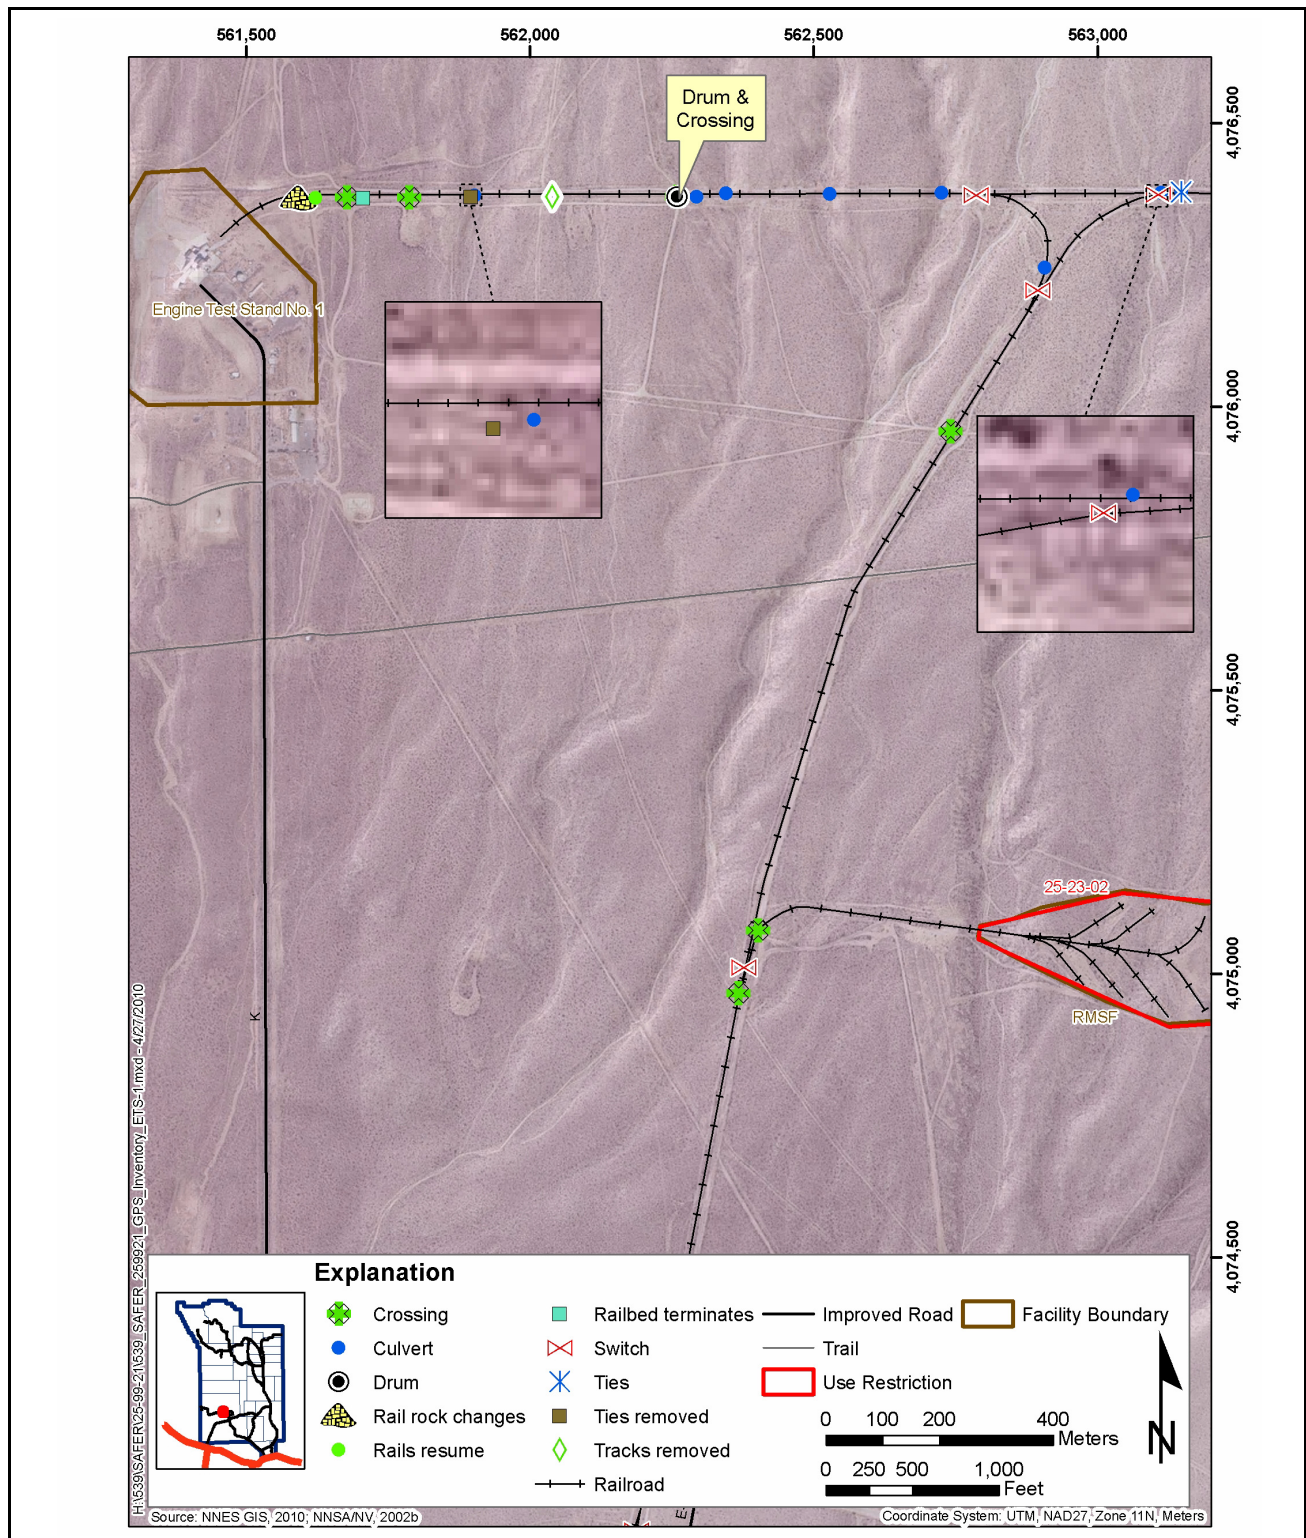 561,500 562,000 562,500 563,000
Drum &
Crossing
4,076,500
Engine Test Stand No. 1
4,076,000
4,075,500
25-23-02
4,075,000
RMSF
K
4,074,500
H:\539\SAFER\25-99-21\539_SAFER_259921_GPS_Inventory_ETS-1.mxd - 4/27/2010
Explanation
Crossing
Culvert
Drum
Rail rock changes
Rails resume
Railbed terminates
Switch
Ties
Ties removed
Tracks removed
Railroad
Improved Road
Trail
Use Restriction
Facility Boundary
0 100 200 400
Meters
0 250 500 1,000
Feet
N
E
Source: NNES GIS, 2010; NNSA/NV, 2002b
Coordinate System: UTM, NAD27, Zone 11N, Meters